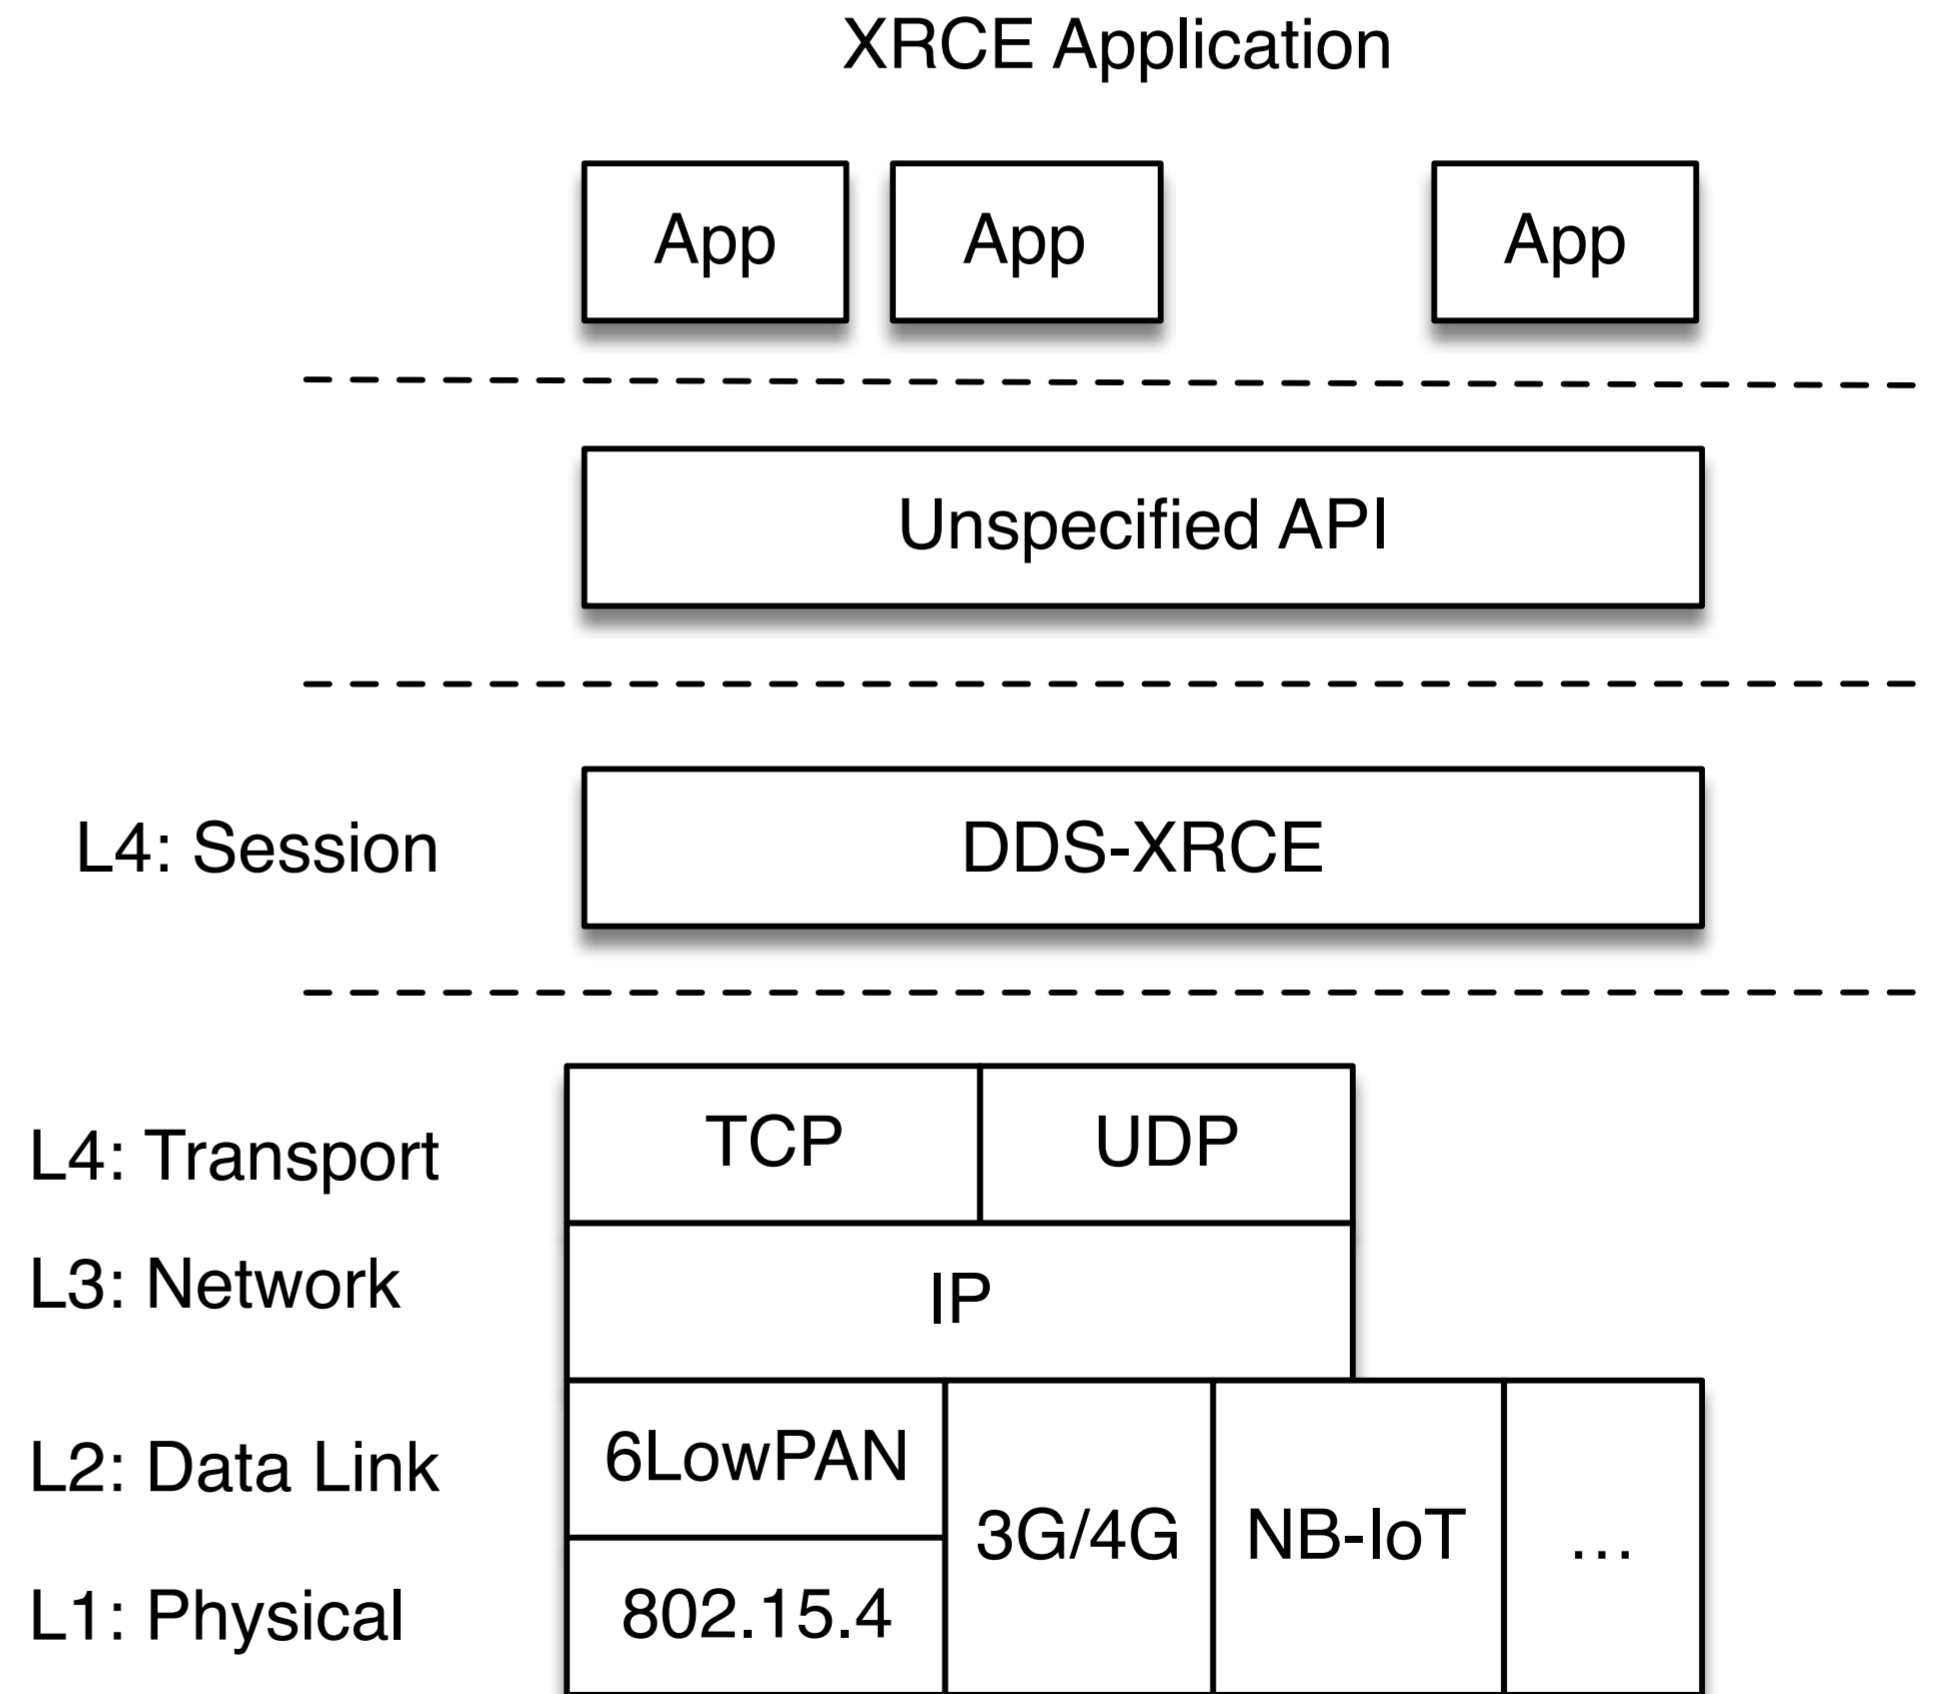 XRCE Application
App
App
App
Unspecified API
L4: Session
DDS-XRCE
L4: Transport
TCP
UDP
L3: Network
IP
L2: Data Link
6LowPAN
3G/4G
NB-IoT
...
L1: Physical
802.15.4